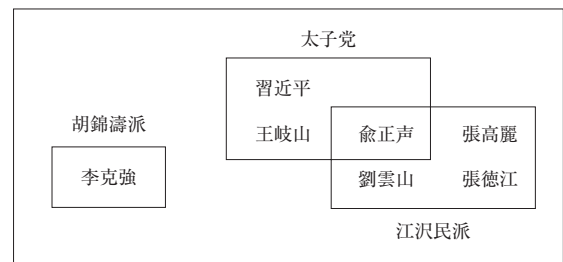 太子党
習近平
胡錦濤派
王岐山 兪正声 張高麗
李克強
劉雲山 張徳江
江沢民派